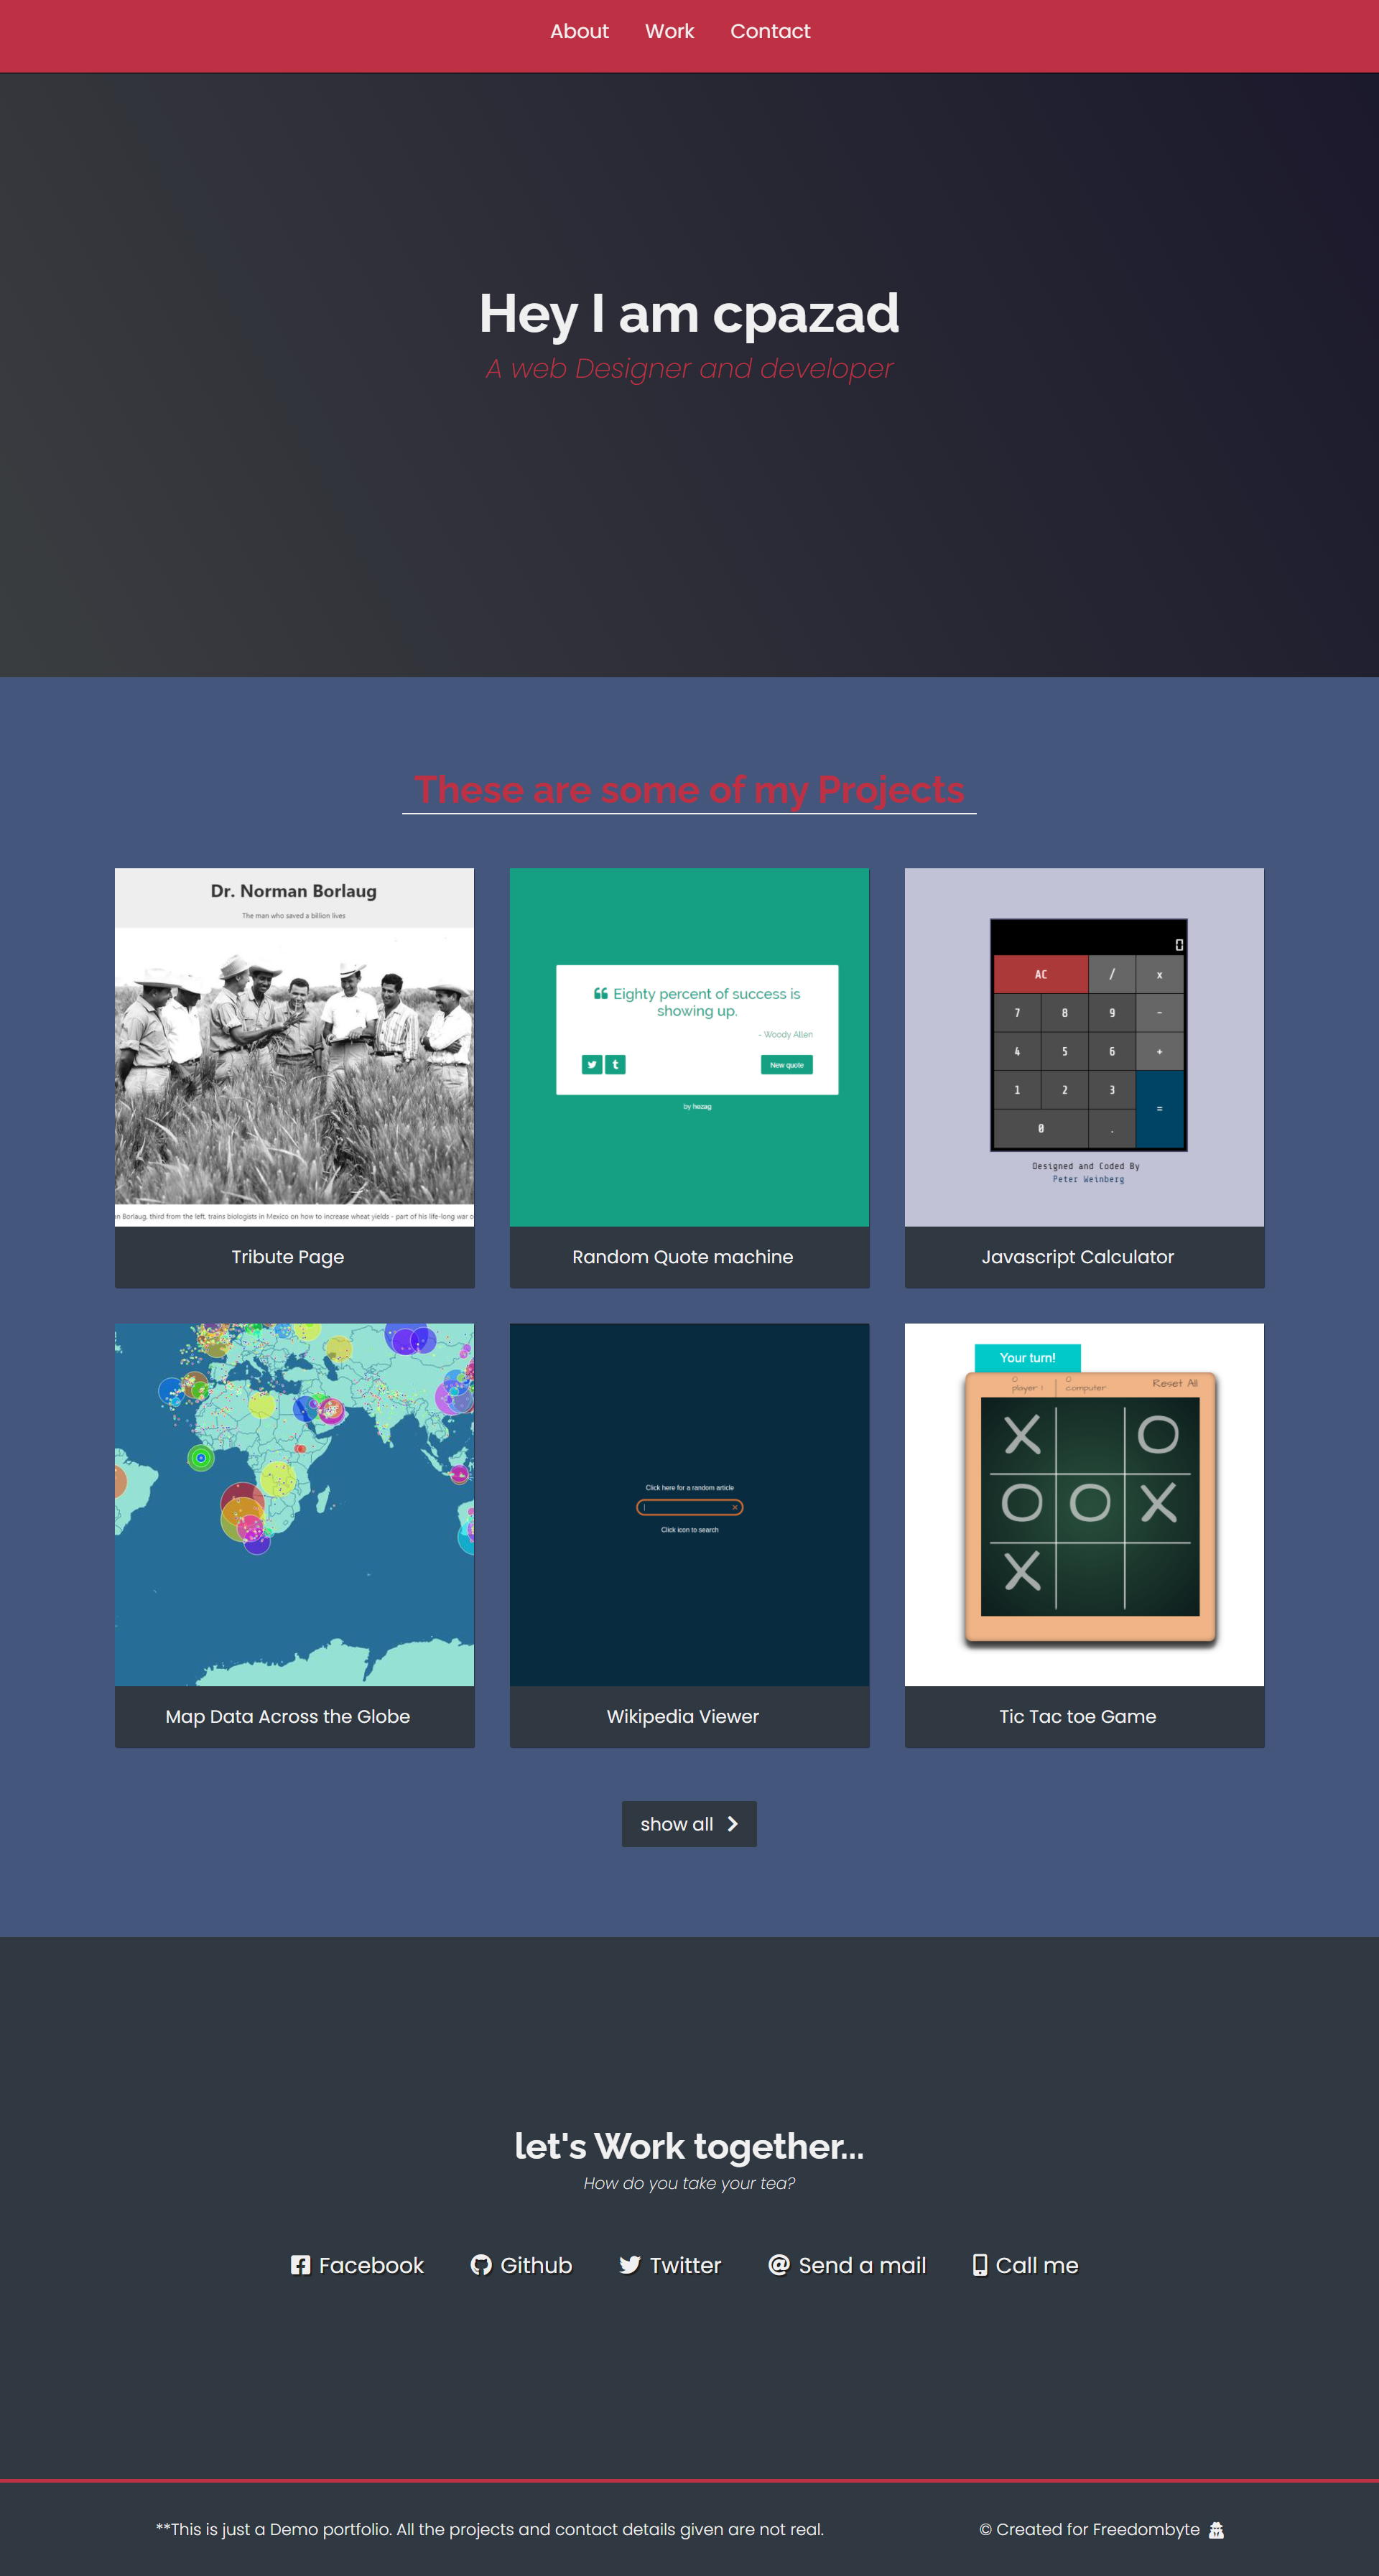 About Work Contact
Hey I am cpazad
A web Designer and developer
These are some of my Projects
Dr. Norman Borlaug
The man who saved a billion lives
n Borlaug, third from the left, trains biologists in Mexico on how to increase wheat yields - part of his life-long war o
Tribute Page
Eighty percent of success is
showing up.
- Woody Allen
New quote
by hezag
Random Quote machine
0
AC / x
7 8 9 -
4 5 6 +
1 2 3 =
0 .
Designed and Coded By
Peter Weinberg
Javascript Calculator
Map Data Across the Globe
Click here for a random article
Click icon to search
Wikipedia Viewer
Your turn!
0 0
player 1 computer Reset All
X O
O O X
X
Tic Tac toe Game
show all
let's Work together...
How do you take your tea?
Facebook Github Twitter @ Send a mail Call me
**This is just a Demo portfolio. All the projects and contact details given are not real.
© Created for Freedombyte